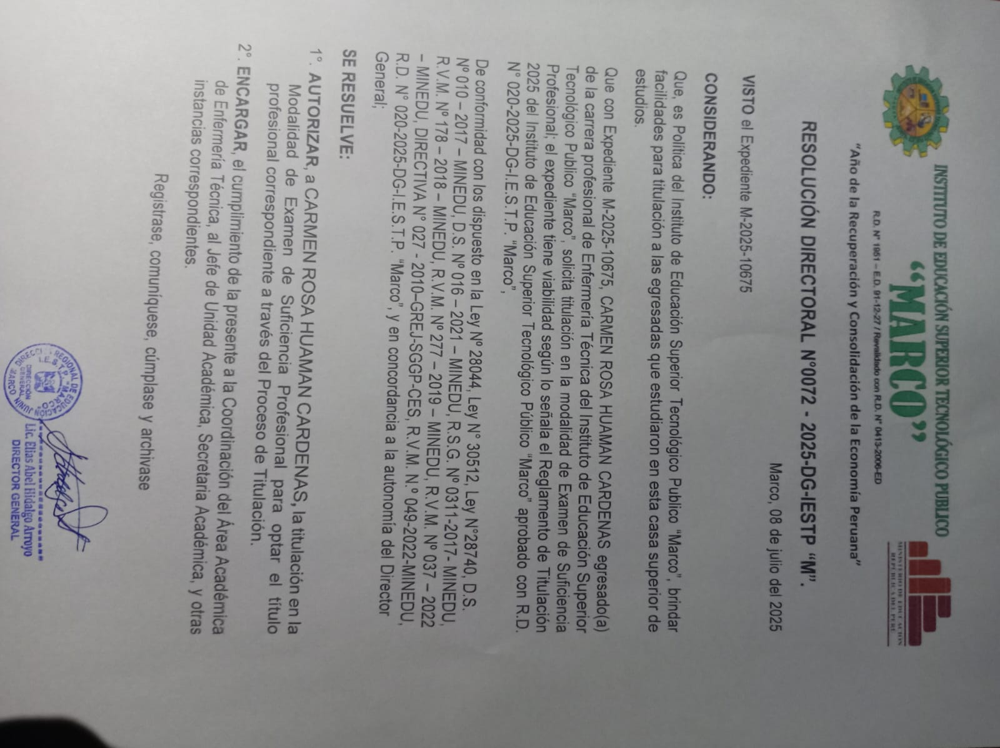 INSTITUTO DE EDUCACIÓN SUPERIOR TECNOLÓGICO PUBLICO
“MARCO”
MINISTERIO DE EDUCACION
REPUBLICA DEL PERU
R.D. N° 1951 – E.D. 91-12-27 / Revalidado con R.D. N° 0413-2006-ED
“Año de la Recuperación y Consolidación de la Economía Peruana”
RESOLUCIÓN DIRECTORAL N°0072 - 2025-DG-IESTP “M”.
Marco, 08 de julio del 2025
VISTO el Expediente M-2025-10675
CONSIDERANDO:
Que, es Política del Instituto de Educación Superior Tecnológico Publico “Marco”, brindar
facilidades para titulación a las egresadas que estudiaron en esta casa superior de
estudios.
Que con Expediente M-2025-10675, CARMEN ROSA HUAMAN CARDENAS egresado(a)
de la carrera profesional de Enfermería Técnica del Instituto de Educación Superior
Tecnológico Publico “Marco”, solicita titulación en la modalidad de Examen de Suficiencia
Profesional; el expediente tiene viabilidad según lo señala el Reglamento de Titulación
2025 del Instituto de Educación Superior Tecnológico Público “Marco” aprobado con R.D.
N° 020-2025-DG-I.E.S.T.P. “Marco”,
De conformidad con los dispuesto en la Ley Nº 28044, Ley N° 30512, Ley N°28740, D.S.
Nº 010 – 2017 – MINEDU, D.S. Nº 016 – 2021 – MINEDU, R.S.G. Nº 0311-2017- MINEDU,
R.V.M. Nº 178 – 2018 – MINEDU, R.V.M. Nº 277 – 2019 – MINEDU, R.V.M. Nº 037 – 2022
– MINEDU, DIRECTIVA N° 027 - 2010–GREJ-SGGP-CES, R.V.M. N.º 049-2022-MINEDU,
R.D. N° 020-2025-DG-I.E.S.T.P. “Marco”, y en concordancia a la autonomía del Director
General;
SE RESUELVE:
1°. AUTORIZAR, a CARMEN ROSA HUAMAN CARDENAS, la titulación en la
Modalidad de Examen de Suficiencia Profesional para optar el título
profesional correspondiente a través del Proceso de Titulación.
2°. ENCARGAR, el cumplimiento de la presente a la Coordinación del Área Académica
de Enfermería Técnica, al Jefe de Unidad Académica, Secretaria Académica, y otras
instancias correspondientes.
Registrase, comuníquese, cúmplase y archivase
DIRECCION REGIONAL DE EDUCACION JUNIN
I.E.S.T.P. "MARCO"
DIRECCIÓN
GENERAL
MARCO
Lic. Elias Abel Hidalgo Arroyo
DIRECTOR GENERAL